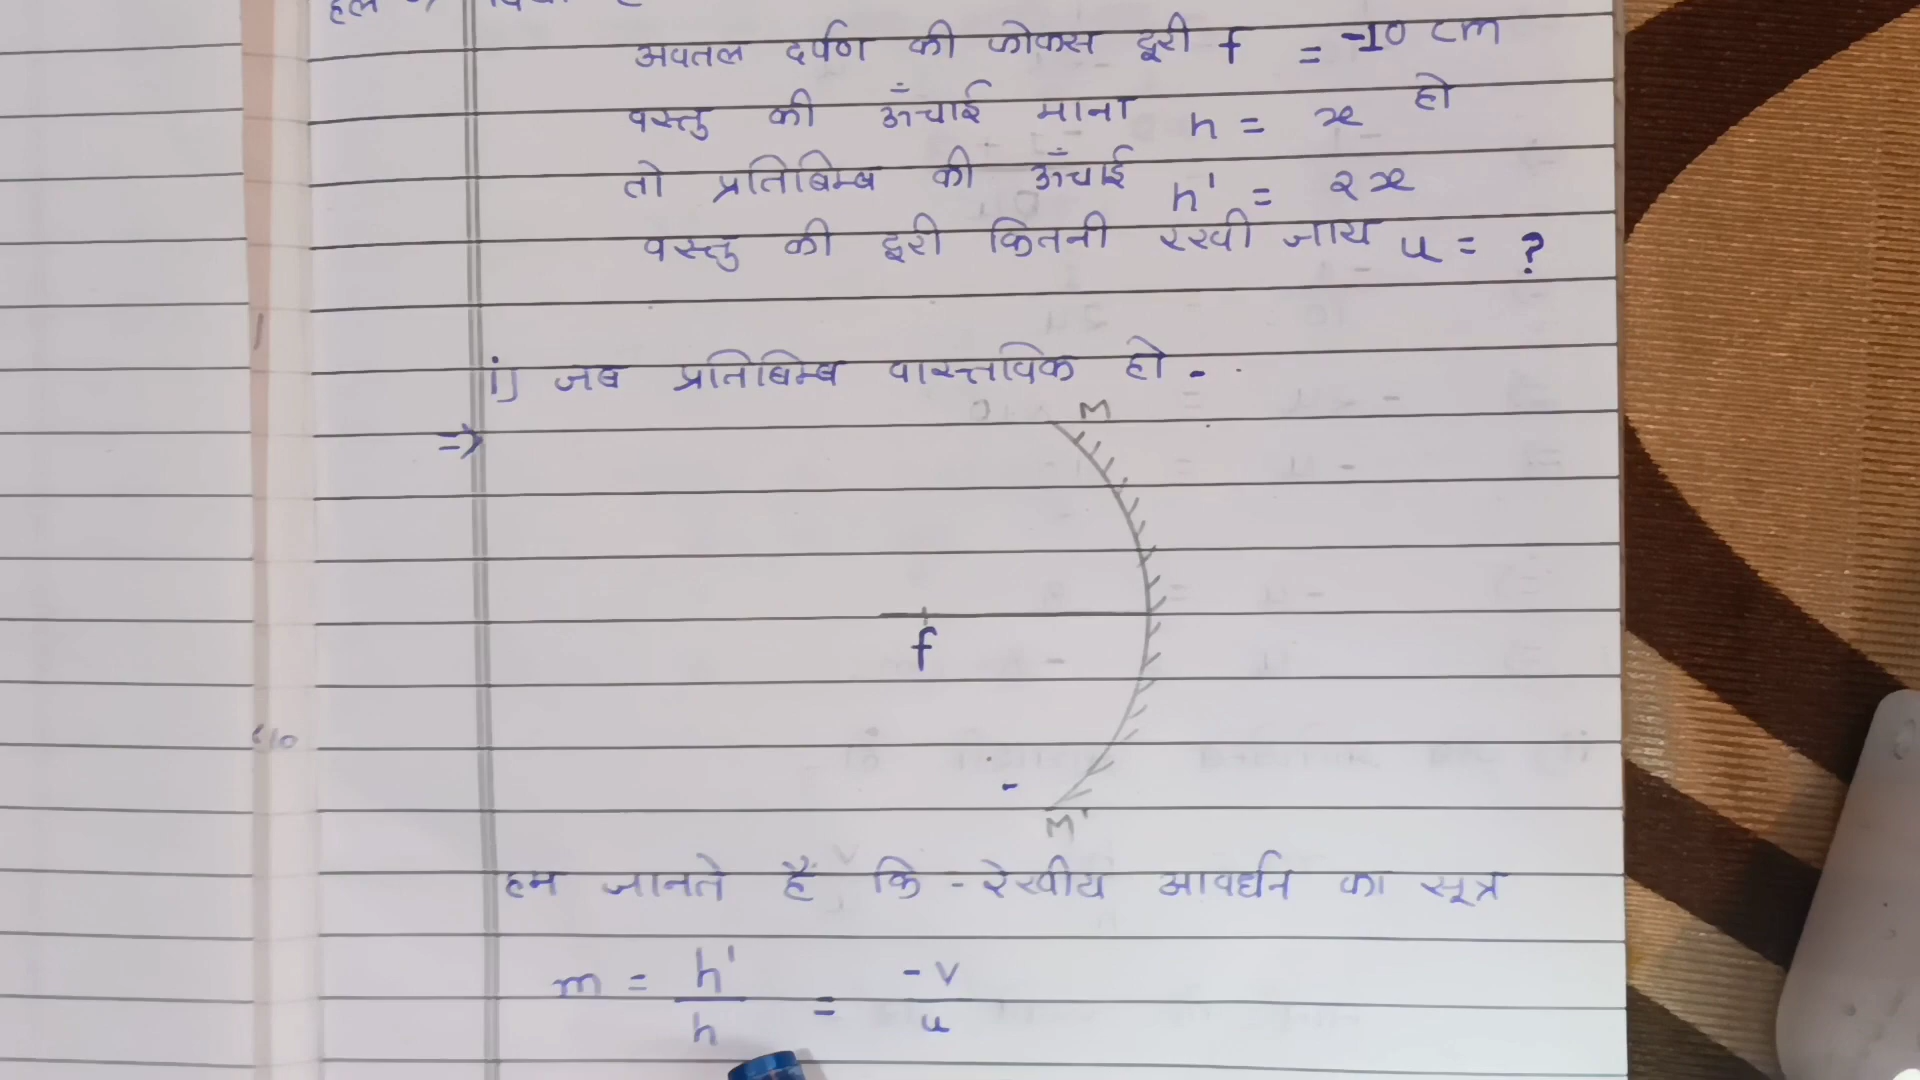 हल
अवतल दर्पण की फोकस दूरी f = -10 cm
वस्तु की ऊँचाई माना h = x हो
तो प्रतिबिम्ब की ऊँचाई h' = 2x
वस्तु की दूरी कितनी रखी जाय u = ?
i) जब प्रतिबिम्ब वास्तविक हो -
⇒
M
f
M'
हम जानते हैं कि - रेखीय आवर्धन का सूत्र
m = h'/h = -v/u